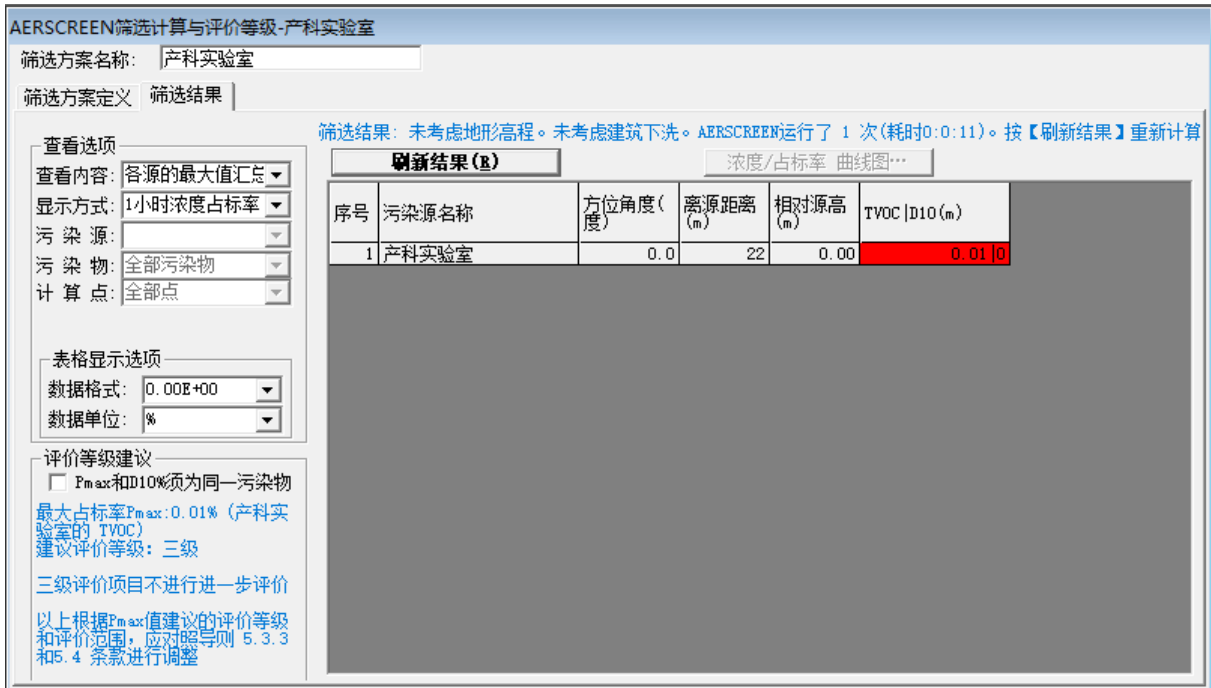 AERSCREEN筛选计算与评价等级-产科实验室
筛选方案名称: 产科实验室
筛选方案定义 筛选结果
筛选结果: 未考虑地形高程。未考虑建筑下洗。AERSCREEN运行了 1 次(耗时0:0:11)。按【刷新结果】重新计算
刷新结果(R) 浓度/占标率 曲线图…
查看选项
查看内容: 各源的最大值汇总
显示方式: 1小时浓度占标率
污 染 源:
污 染 物: 全部污染物
计 算 点: 全部点
序号 污染源名称 方位角度(度) 离源距离(m) 相对源高(m) TVOC|D10(m)
1 产科实验室 0.0 22 0.00 0.01|0
表格显示选项
数据格式: 0.00E+00
数据单位: %
评价等级建议
Pmax和D10%须为同一污染物
最大占标率Pmax:0.01% (产科实
验室的 TVOC)
建议评价等级: 三级
三级评价项目不进行进一步评价
以上根据Pmax值建议的评价等级
和评价范围, 应对照导则 5.3.3
和5.4 条款进行调整